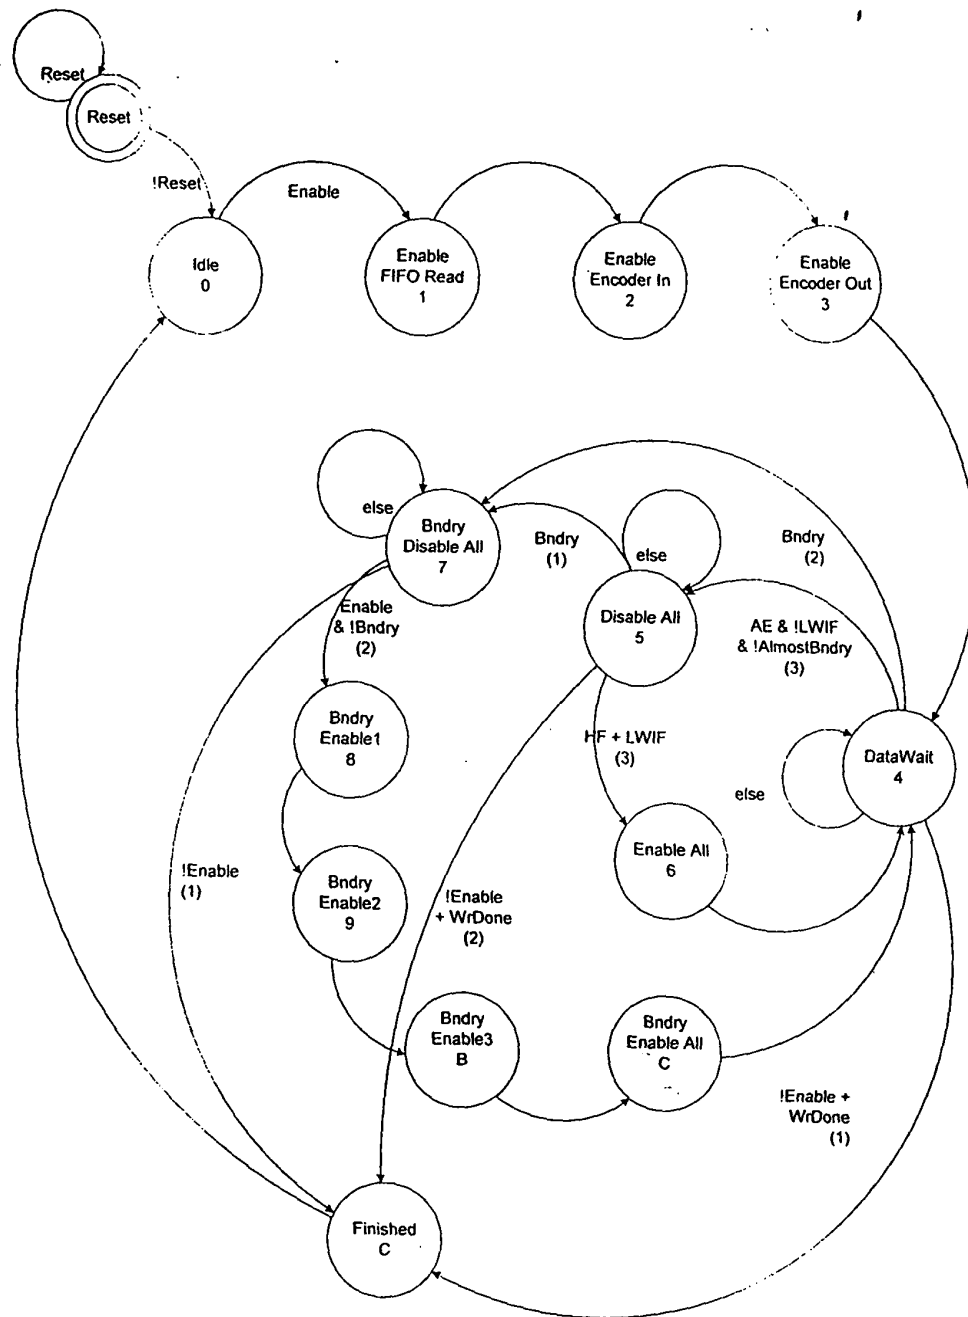 Reset
Reset
!Reset
Enable
Idle
0
Enable
FIFO Read
1
Enable
Encoder In
2
Enable
Encoder Out
3
else
Bndry
Disable All
7
Bndry
(1)
else
Bndry
(2)
Disable All
5
AE & !LWIF
& !AlmostBndry
(3)
Enable
& !Bndry
(2)
Bndry
Enable1
8
HF + LWIF
(3)
DataWait
4
else
Enable All
6
!Enable
(1)
Bndry
Enable2
9
!Enable
+ WrDone
(2)
Bndry
Enable3
B
Bndry
Enable All
C
!Enable +
WrDone
(1)
Finished
C